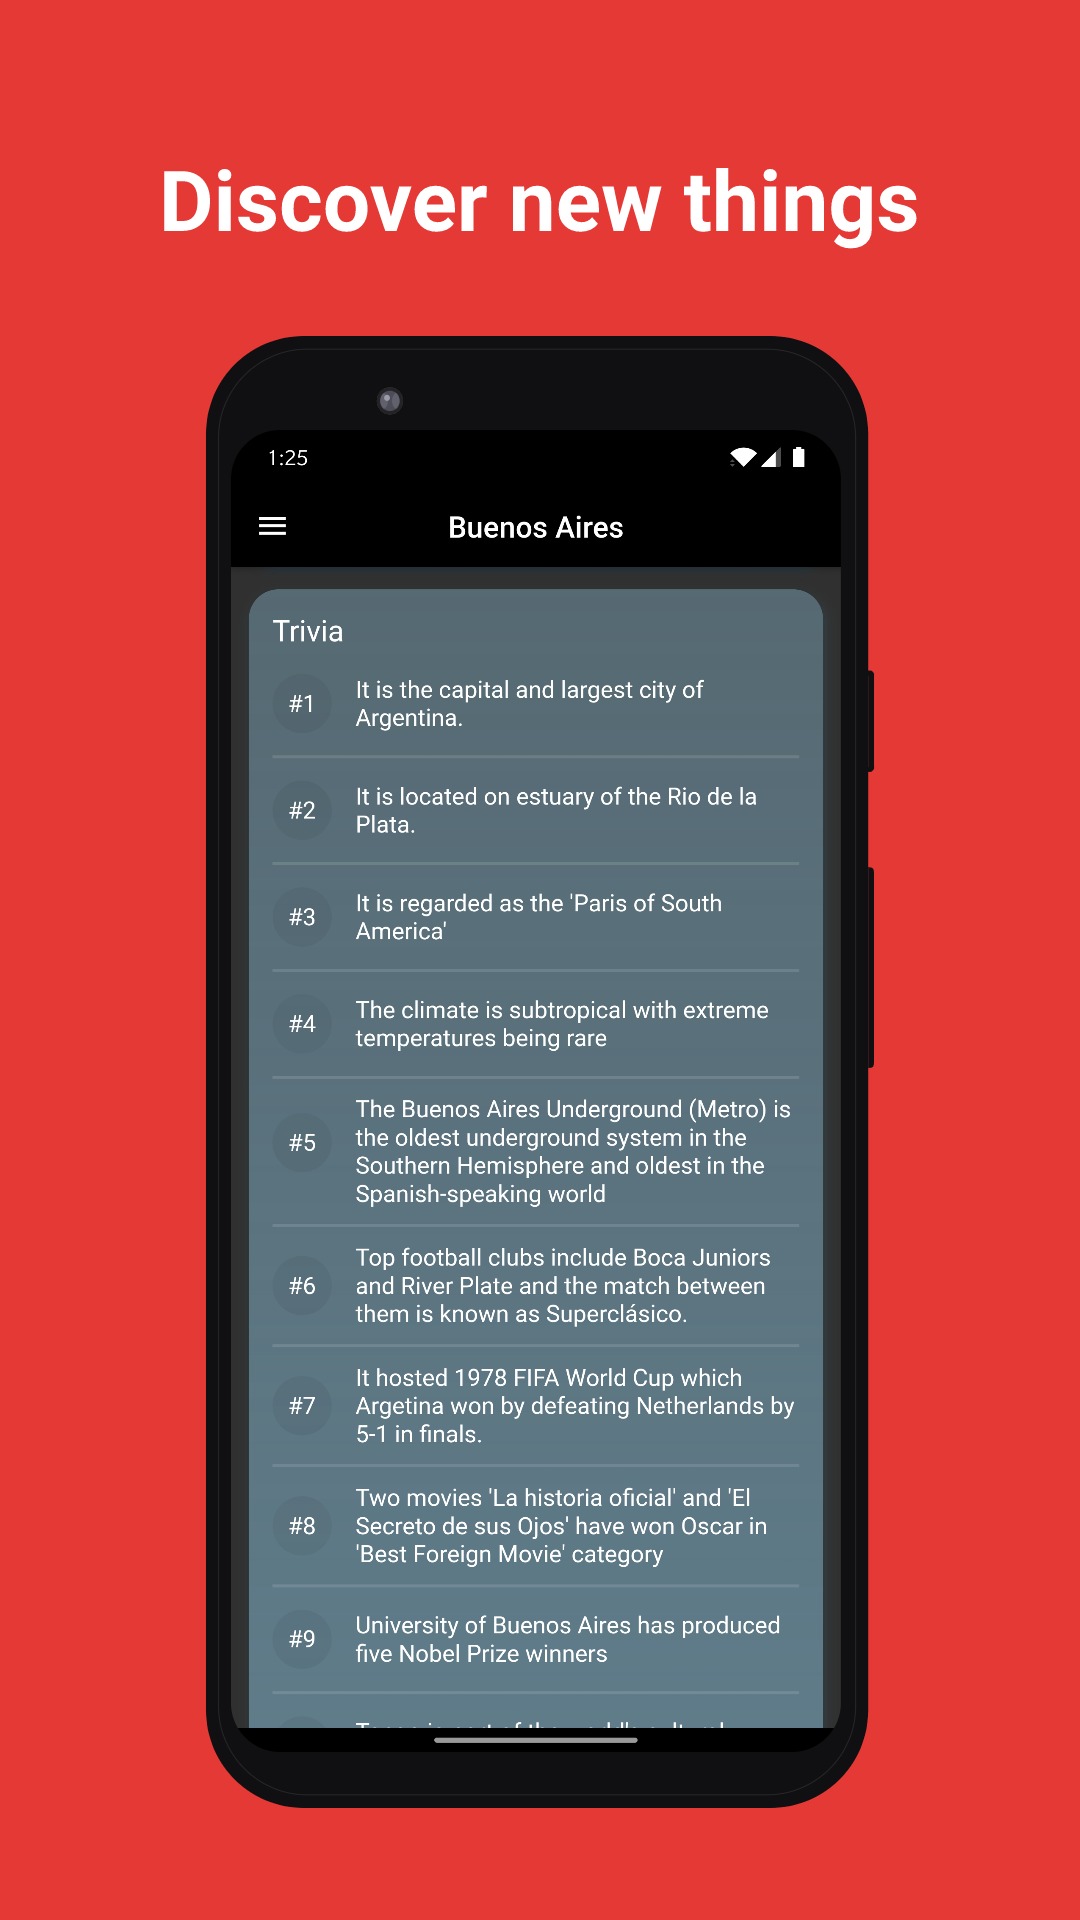 Discover new things
1:25
Buenos Aires
Trivia
#1
It is the capital and largest city of
Argentina.
#2
It is located on estuary of the Rio de la
Plata.
#3
It is regarded as the 'Paris of South
America'
#4
The climate is subtropical with extreme
temperatures being rare
#5
The Buenos Aires Underground (Metro) is
the oldest underground system in the
Southern Hemisphere and oldest in the
Spanish-speaking world
#6
Top football clubs include Boca Juniors
and River Plate and the match between
them is known as Superclásico.
#7
It hosted 1978 FIFA World Cup which
Argetina won by defeating Netherlands by
5-1 in finals.
#8
Two movies 'La historia oficial' and 'El
Secreto de sus Ojos' have won Oscar in
'Best Foreign Movie' category
#9
University of Buenos Aires has produced
five Nobel Prize winners